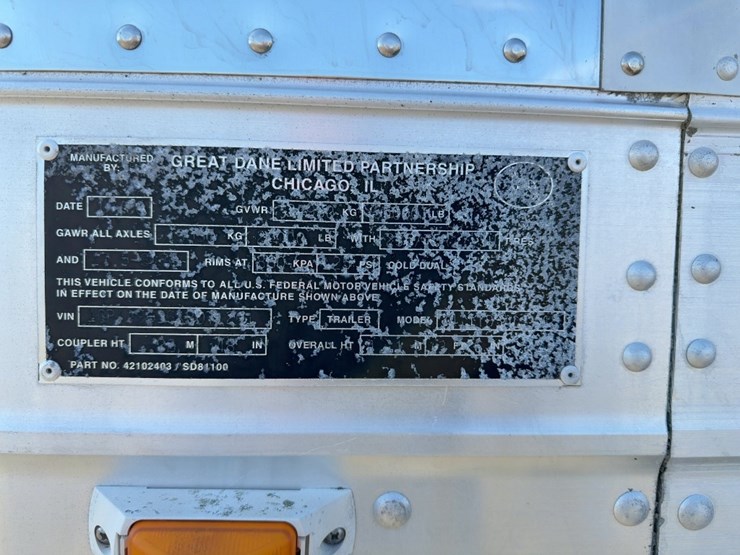 MANUFACTURED BY: GREAT DANE LIMITED PARTNERSHIP
CHICAGO, IL
DATE GVWR: KG LB
GAWR ALL AXLES KG LB WITH TIRES
AND RIMS AT KPA PSI COLD DUAL
THIS VEHICLE CONFORMS TO ALL U.S. FEDERAL MOTOR VEHICLE SAFETY STANDARDS
IN EFFECT ON THE DATE OF MANUFACTURE SHOWN ABOVE
VIN TYPE TRAILER MODEL
COUPLER HT M IN OVERALL HT M FT IN
PART NO. 42102403 / SD81100